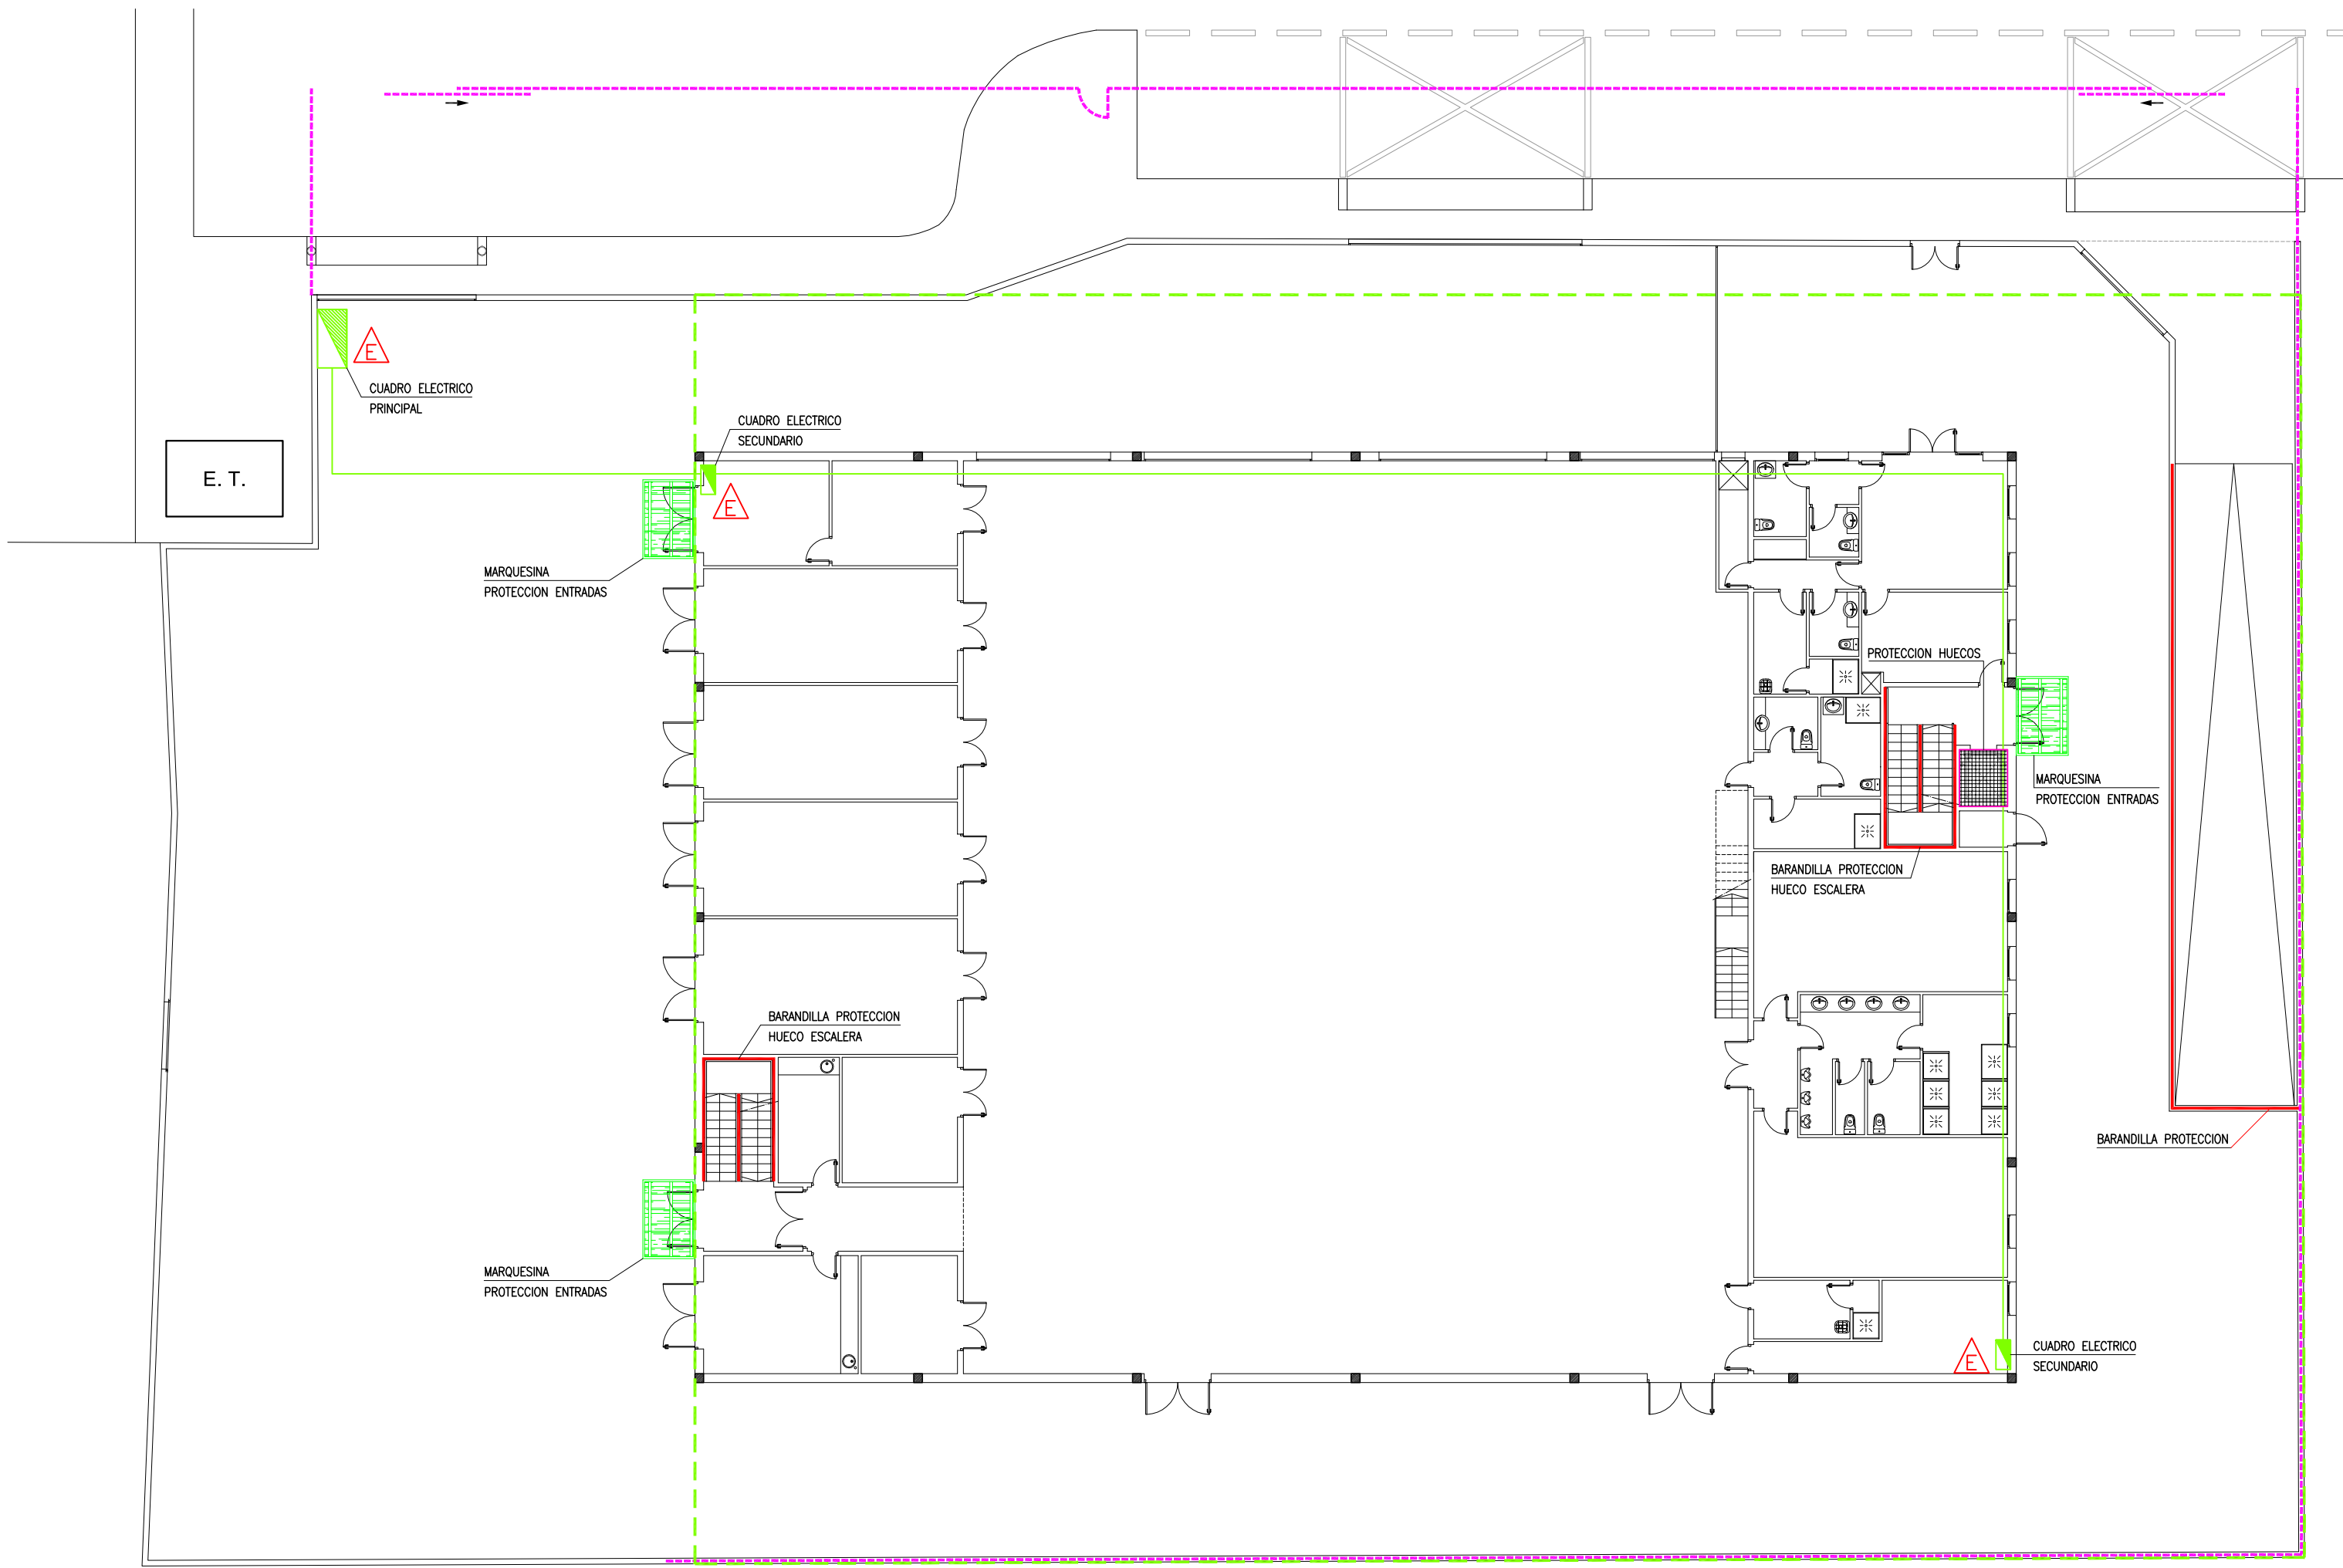 E
CUADRO ELECTRICO
PRINCIPAL
CUADRO ELECTRICO
SECUNDARIO
E. T.
E
MARQUESINA
PROTECCION ENTRADAS
PROTECCION HUECOS
MARQUESINA
PROTECCION ENTRADAS
BARANDILLA PROTECCION
HUECO ESCALERA
BARANDILLA PROTECCION
HUECO ESCALERA
BARANDILLA PROTECCION
MARQUESINA
PROTECCION ENTRADAS
E
CUADRO ELECTRICO
SECUNDARIO